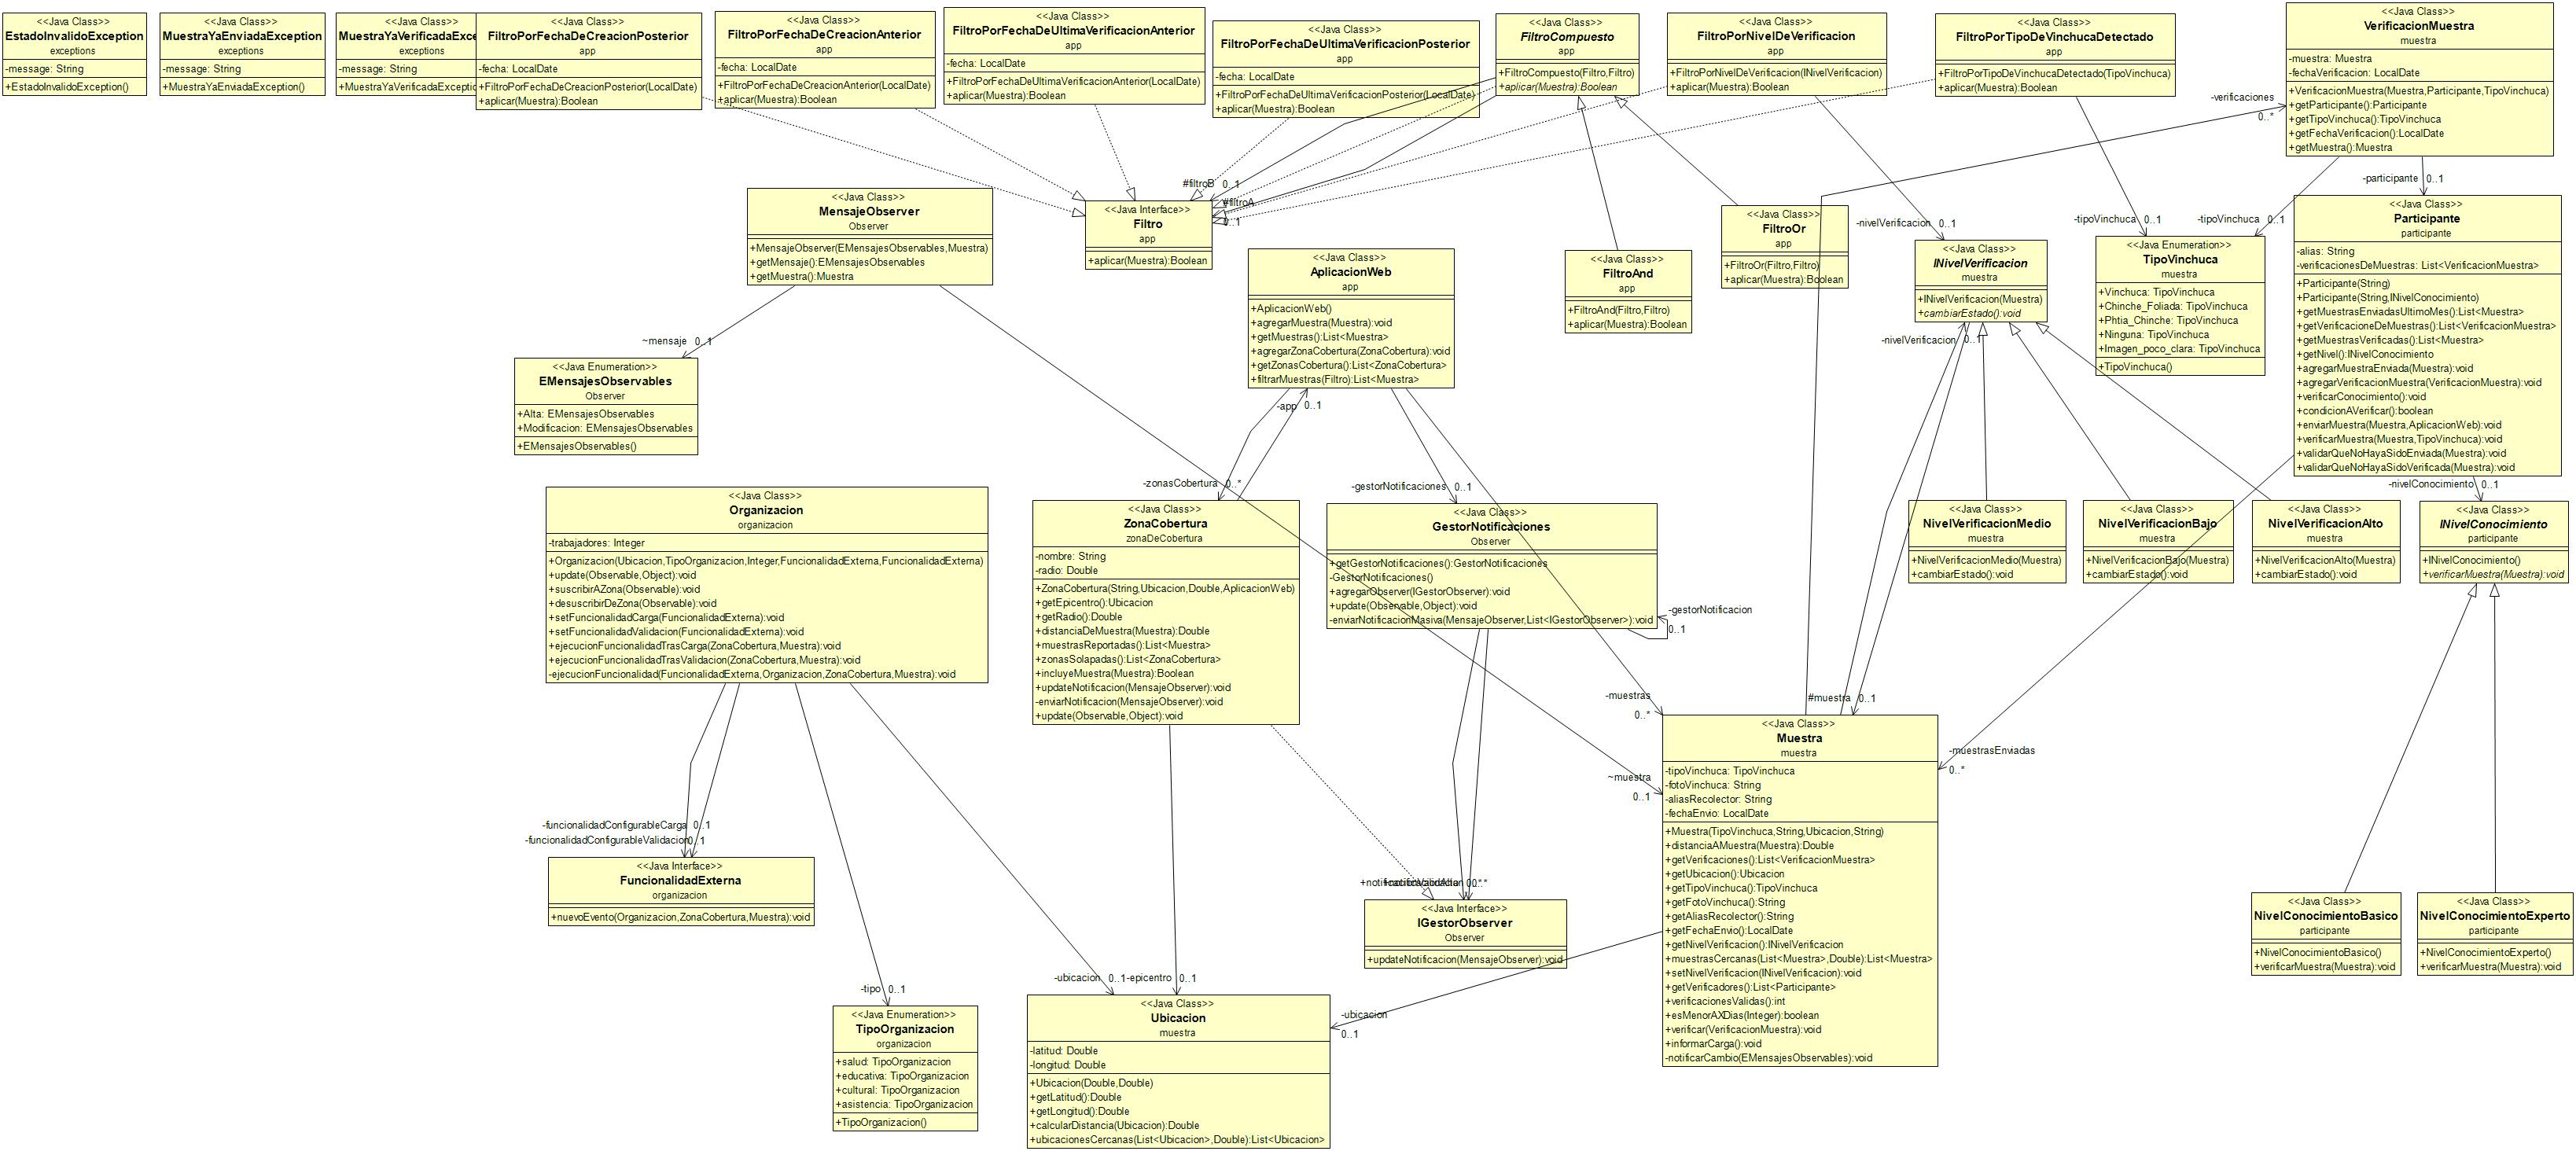 <<Java Class>>
EstadoInvalidoException
exceptions
-message: String
+EstadoInvalidoException()
<<Java Class>>
MuestraYaEnviadaException
exceptions
-message: String
+MuestraYaEnviadaException()
<<Java Class>>
MuestraYaVerificadaExce
exceptions
-message: String
+MuestraYaVerificadaExcepti
<<Java Class>>
FiltroPorFechaDeCreacionPosterior
app
-fecha: LocalDate
+FiltroPorFechaDeCreacionPosterior(LocalDate)
+aplicar(Muestra):Boolean
<<Java Class>>
FiltroPorFechaDeCreacionAnterior
app
-fecha: LocalDate
+FiltroPorFechaDeCreacionAnterior(LocalDate)
+aplicar(Muestra):Boolean
<<Java Class>>
FiltroPorFechaDeUltimaVerificacionAnterior
app
-fecha: LocalDate
+FiltroPorFechaDeUltimaVerificacionAnterior(LocalDate)
+aplicar(Muestra):Boolean
<<Java Class>>
FiltroPorFechaDeUltimaVerificacionPosterior
app
-fecha: LocalDate
+FiltroPorFechaDeUltimaVerificacionPosterior(LocalDate)
+aplicar(Muestra):Boolean
<<Java Class>>
FiltroCompuesto
app
+FiltroCompuesto(Filtro,Filtro)
+aplicar(Muestra):Boolean
<<Java Class>>
FiltroPorNivelDeVerificacion
app
+FiltroPorNivelDeVerificacion(INivelVerificacion)
+aplicar(Muestra):Boolean
<<Java Class>>
FiltroPorTipoDeVinchucaDetectado
app
+FiltroPorTipoDeVinchucaDetectado(TipoVinchuca)
+aplicar(Muestra):Boolean
<<Java Class>>
VerificacionMuestra
muestra
-muestra: Muestra
-fechaVerificacion: LocalDate
+VerificacionMuestra(Muestra,Participante,TipoVinchuca)
+getParticipante():Participante
+getTipoVinchuca():TipoVinchuca
+getFechaVerificacion():LocalDate
+getMuestra():Muestra
-verificaciones
0..*
-participante 0..1
#filtroB 0..1
#filtroA
0..1
<<Java Class>>
MensajeObserver
Observer
+MensajeObserver(EMensajesObservables,Muestra)
+getMensaje():EMensajesObservables
+getMuestra():Muestra
<<Java Interface>>
Filtro
app
+aplicar(Muestra):Boolean
<<Java Class>>
AplicacionWeb
app
+AplicacionWeb()
+agregarMuestra(Muestra):void
+getMuestras():List<Muestra>
+agregarZonaCobertura(ZonaCobertura):void
+getZonasCobertura():List<ZonaCobertura>
+filtrarMuestras(Filtro):List<Muestra>
<<Java Class>>
FiltroAnd
app
+FiltroAnd(Filtro,Filtro)
+aplicar(Muestra):Boolean
<<Java Class>>
FiltroOr
app
+FiltroOr(Filtro,Filtro)
+aplicar(Muestra):Boolean
-nivelVerificacion 0..1
<<Java Class>>
INivelVerificacion
muestra
+INivelVerificacion(Muestra)
+cambiarEstado():void
-nivelVerificacion 0..1
-tipoVinchuca 0..1
-tipoVinchuca 0..1
<<Java Enumeration>>
TipoVinchuca
muestra
+Vinchuca: TipoVinchuca
+Chinche_Foliada: TipoVinchuca
+Phtia_Chinche: TipoVinchuca
+Ninguna: TipoVinchuca
+Imagen_poco_clara: TipoVinchuca
+TipoVinchuca()
<<Java Class>>
Participante
participante
-alias: String
-verificacionesDeMuestras: List<VerificacionMuestra>
+Participante(String)
+Participante(String,INivelConocimiento)
+getMuestrasEnviadasUltimoMes():List<Muestra>
+getVerificacioneDeMuestras():List<VerificacionMuestra>
+getMuestrasVerificadas():List<Muestra>
+getNivel():INivelConocimiento
+agregarMuestraEnviada(Muestra):void
+agregarVerificacionMuestra(VerificacionMuestra):void
+verificarConocimiento():void
+condicionAVerificar():boolean
+enviarMuestra(Muestra,AplicacionWeb):void
+verificarMuestra(Muestra,TipoVinchuca):void
+validarQueNoHayaSidoEnviada(Muestra):void
+validarQueNoHayaSidoVerificada(Muestra):void
~mensaje 0..1
<<Java Enumeration>>
EMensajesObservables
Observer
+Alta: EMensajesObservables
+Modificacion: EMensajesObservables
+EMensajesObservables()
-app 0..1
-zonasCobertura 0..*
-gestorNotificaciones 0..1
-nivelConocimiento 0..1
<<Java Class>>
Organizacion
organizacion
-trabajadores: Integer
+Organizacion(Ubicacion,TipoOrganizacion,Integer,FuncionalidadExterna,FuncionalidadExterna)
+update(Observable,Object):void
+suscribirAZona(Observable):void
+desuscribirDeZona(Observable):void
+setFuncionalidadCarga(FuncionalidadExterna):void
+setFuncionalidadValidacion(FuncionalidadExterna):void
+ejecucionFuncionalidadTrasCarga(ZonaCobertura,Muestra):void
+ejecucionFuncionalidadTrasValidacion(ZonaCobertura,Muestra):void
-ejecucionFuncionalidad(FuncionalidadExterna,Organizacion,ZonaCobertura,Muestra):void
<<Java Class>>
ZonaCobertura
zonaDeCobertura
-nombre: String
-radio: Double
+ZonaCobertura(String,Ubicacion,Double,AplicacionWeb)
+getEpicentro():Ubicacion
+getRadio():Double
+distanciaDeMuestra(Muestra):Double
+muestrasReportadas():List<Muestra>
+zonasSolapadas():List<ZonaCobertura>
+incluyeMuestra(Muestra):Boolean
+updateNotificacion(MensajeObserver):void
-enviarNotificacion(MensajeObserver):void
+update(Observable,Object):void
<<Java Class>>
GestorNotificaciones
Observer
+getGestorNotificaciones():GestorNotificaciones
-GestorNotificaciones()
+agregarObserver(IGestorObserver):void
+update(Observable,Object):void
-enviarNotificacionMasiva(MensajeObserver,List<IGestorObserver>):void
-gestorNotificacion
0..1
<<Java Class>>
NivelVerificacionMedio
muestra
+NivelVerificacionMedio(Muestra)
+cambiarEstado():void
<<Java Class>>
NivelVerificacionBajo
muestra
+NivelVerificacionBajo(Muestra)
+cambiarEstado():void
<<Java Class>>
NivelVerificacionAlto
muestra
+NivelVerificacionAlto(Muestra)
+cambiarEstado():void
<<Java Class>>
INivelConocimiento
participante
+INivelConocimiento()
+verificarMuestra(Muestra):void
-muestras
0..*
#muestra 0..1
-muestrasEnviadas
0..*
~muestra
0..1
<<Java Class>>
Muestra
muestra
-tipoVinchuca: TipoVinchuca
-fotoVinchuca: String
-aliasRecolector: String
-fechaEnvio: LocalDate
+Muestra(TipoVinchuca,String,Ubicacion,String)
+distanciaAMuestra(Muestra):Double
+getVerificaciones():List<VerificacionMuestra>
+getUbicacion():Ubicacion
+getTipoVinchuca():TipoVinchuca
+getFotoVinchuca():String
+getAliasRecolector():String
+getFechaEnvio():LocalDate
+getNivelVerificacion():INivelVerificacion
+muestrasCercanas(List<Muestra>,Double):List<Muestra>
+setNivelVerificacion(INivelVerificacion):void
+getVerificadores():List<Participante>
+verificacionesValidas():int
+esMenorAXDias(Integer):boolean
+verificar(VerificacionMuestra):void
+informarCarga():void
-notificarCambio(EMensajesObservables):void
-funcionalidadConfigurableCarga 0..1
-funcionalidadConfigurableValidacion 0..1
<<Java Interface>>
FuncionalidadExterna
organizacion
+nuevoEvento(Organizacion,ZonaCobertura,Muestra):void
<<Java Interface>>
IGestorObserver
Observer
+updateNotificacion(MensajeObserver):void
<<Java Class>>
NivelConocimientoBasico
participante
+NivelConocimientoBasico()
+verificarMuestra(Muestra):void
<<Java Class>>
NivelConocimientoExperto
participante
+NivelConocimientoExperto()
+verificarMuestra(Muestra):void
-tipo 0..1
-ubicacion 0..1
-epicentro 0..1
-ubicacion
0..1
<<Java Enumeration>>
TipoOrganizacion
organizacion
+salud: TipoOrganizacion
+educativa: TipoOrganizacion
+cultural: TipoOrganizacion
+asistencia: TipoOrganizacion
+TipoOrganizacion()
<<Java Class>>
Ubicacion
muestra
-latitud: Double
-longitud: Double
+Ubicacion(Double,Double)
+getLatitud():Double
+getLongitud():Double
+calcularDistancia(Ubicacion):Double
+ubicacionesCercanas(List<Ubicacion>,Double):List<Ubicacion>